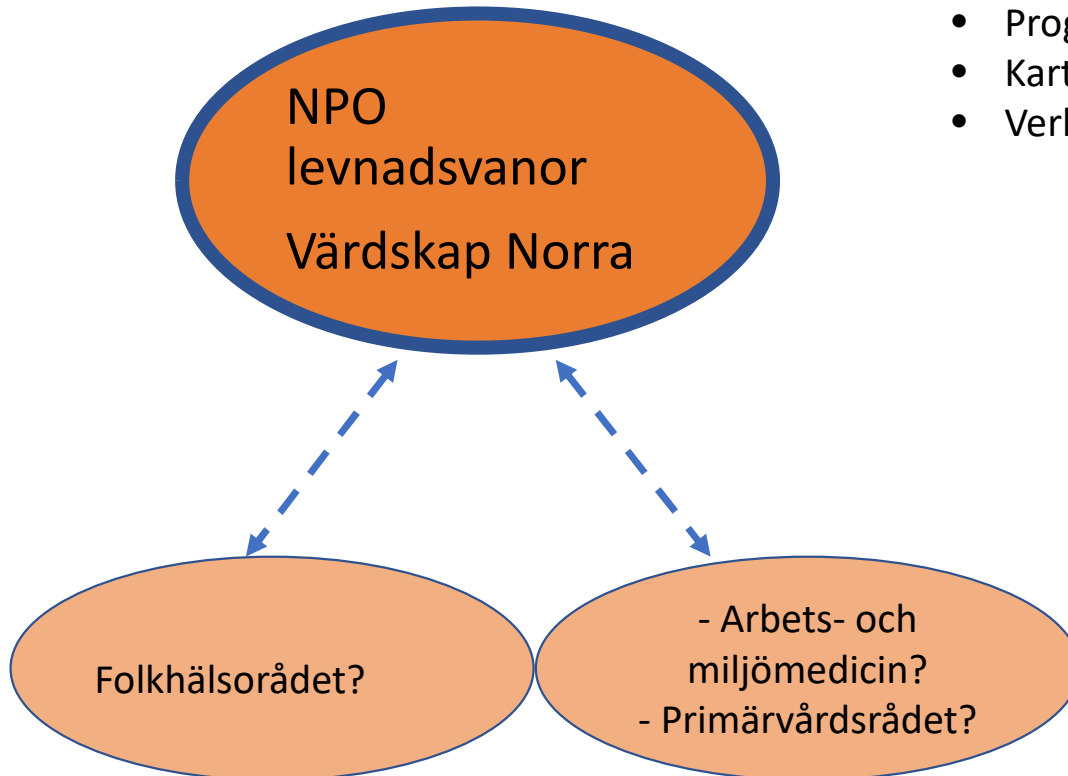 NPO
levnadsvanor
Värdskap Norra
Folkhälsorådet?
- Arbets- och
miljömedicin?
- Primärvårdsrådet?